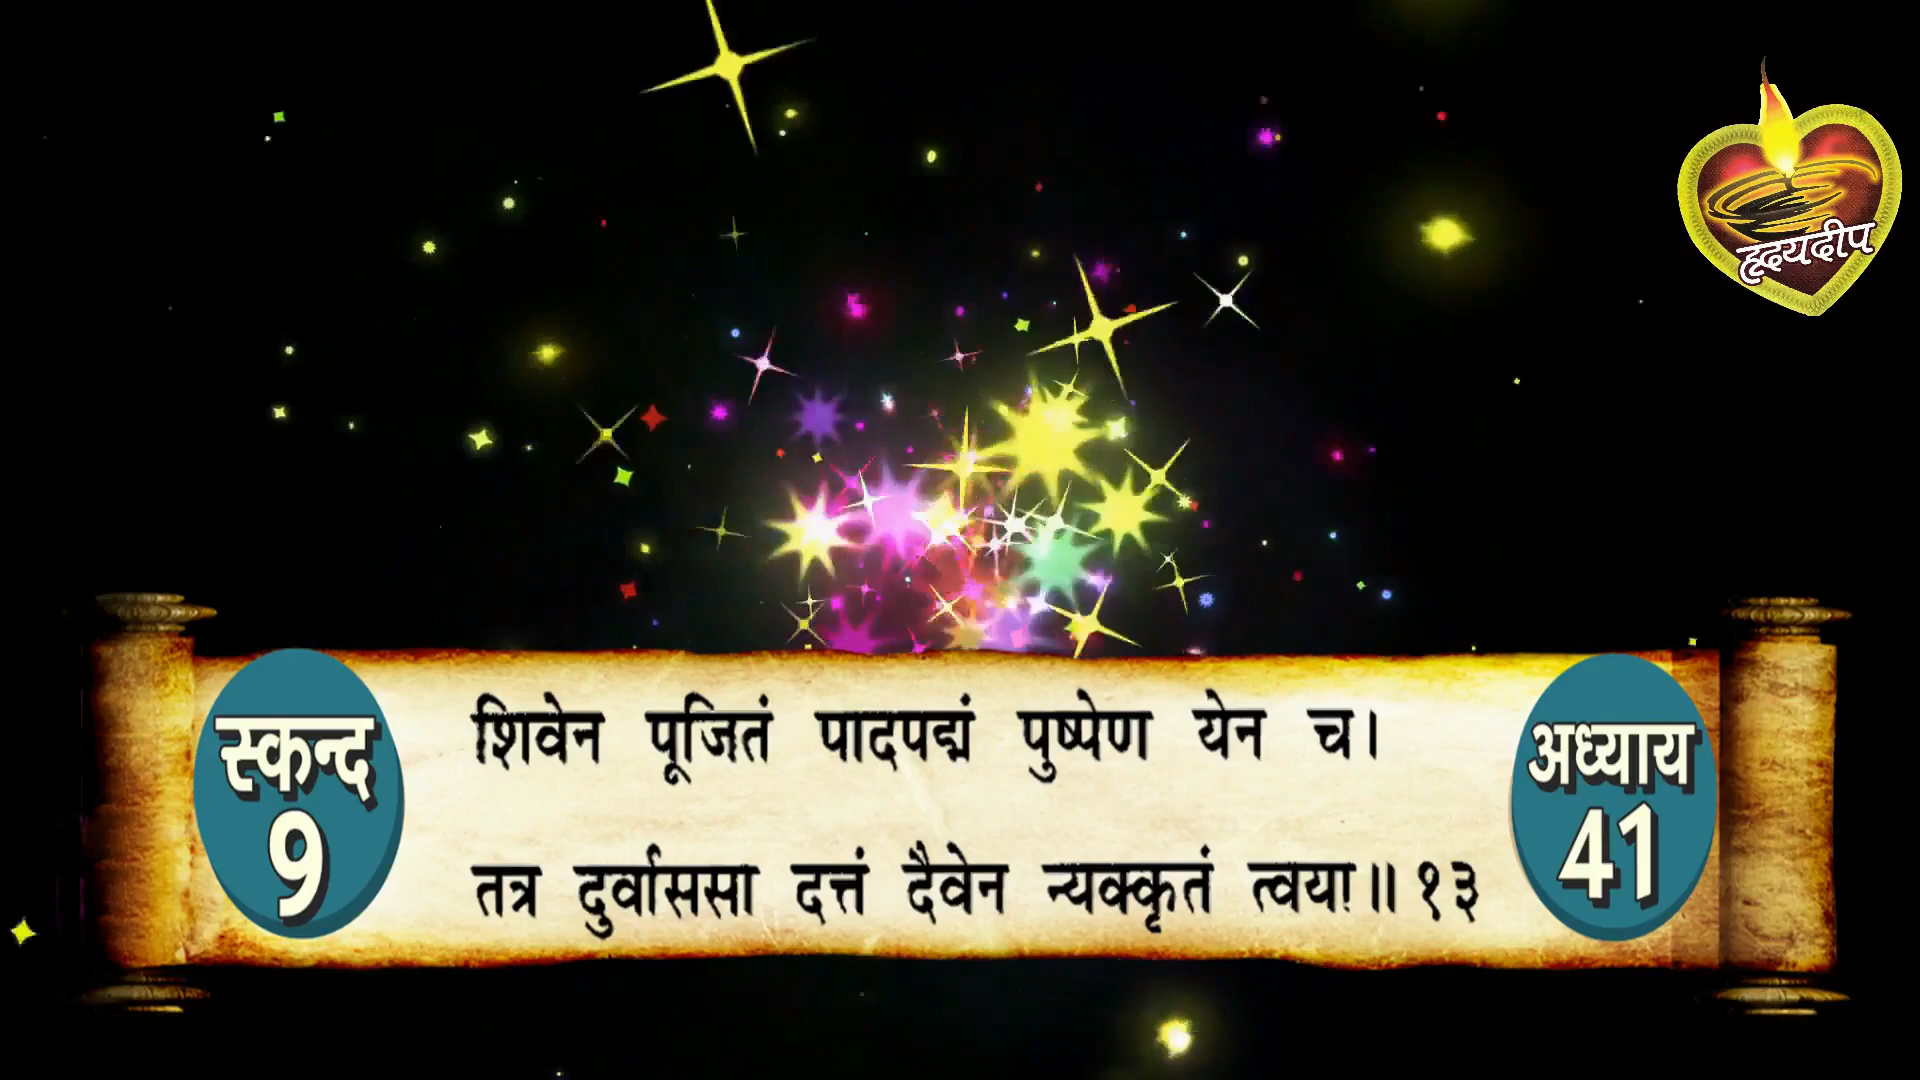 हृदयदीप
स्कन्द
9
शिवेन पूजितं पादपद्मं पुष्पेण येन च।
तत्र दुर्वाससा दत्तं दैवेन न्यक्कृतं त्वया॥ १३
अध्याय
41